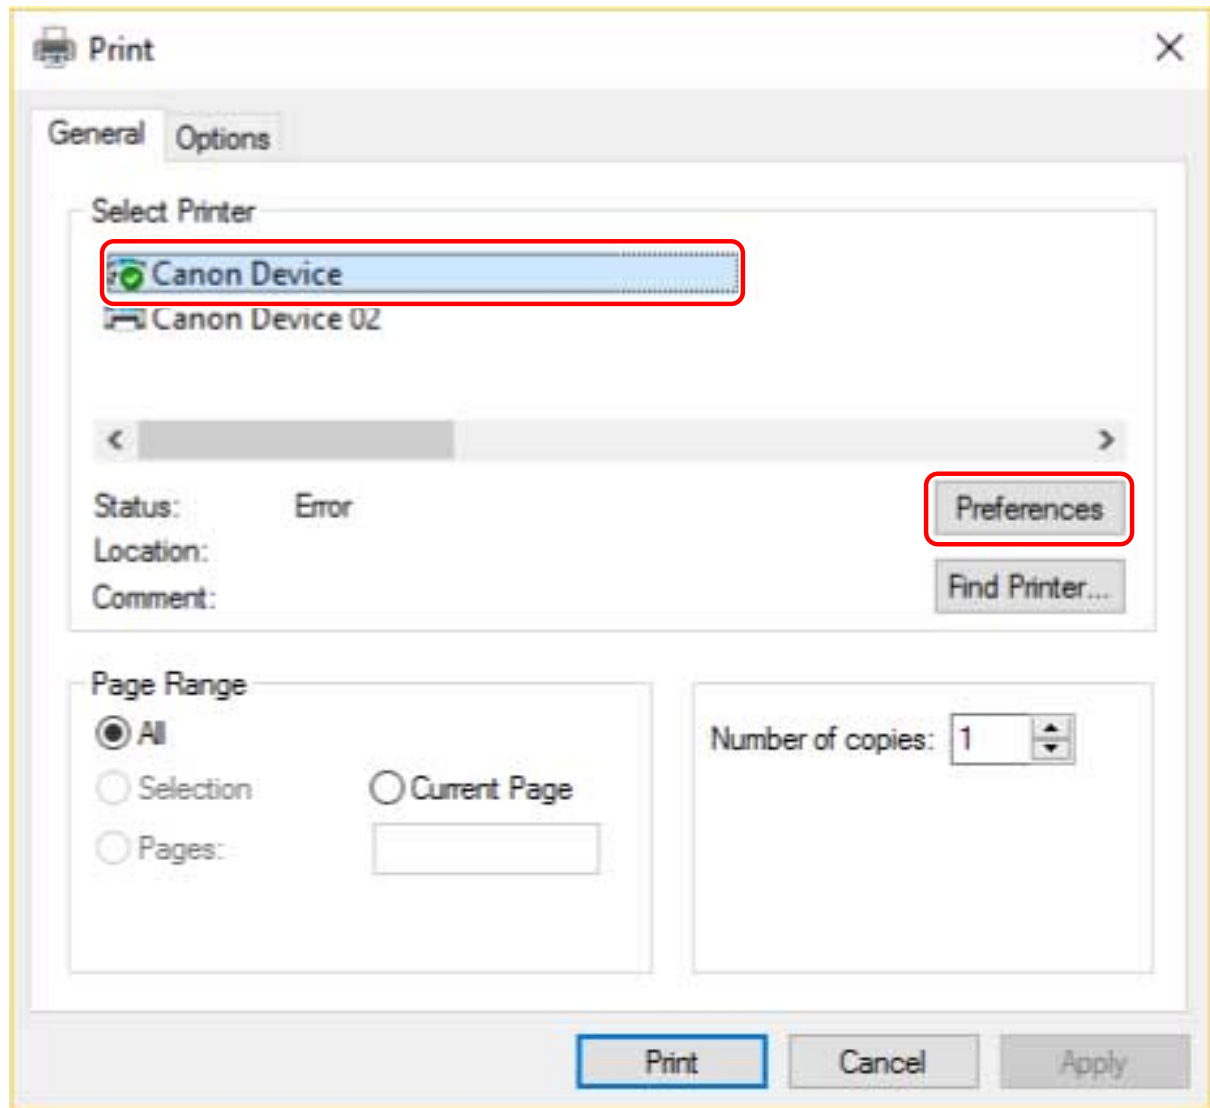 Print
General Options
Select Printer
Canon Device
Canon Device 02
Status: Error
Preferences
Location:
Comment:
Find Printer...
Page Range
All
Number of copies: 1
Selection
Current Page
Pages:
Print Cancel Apply